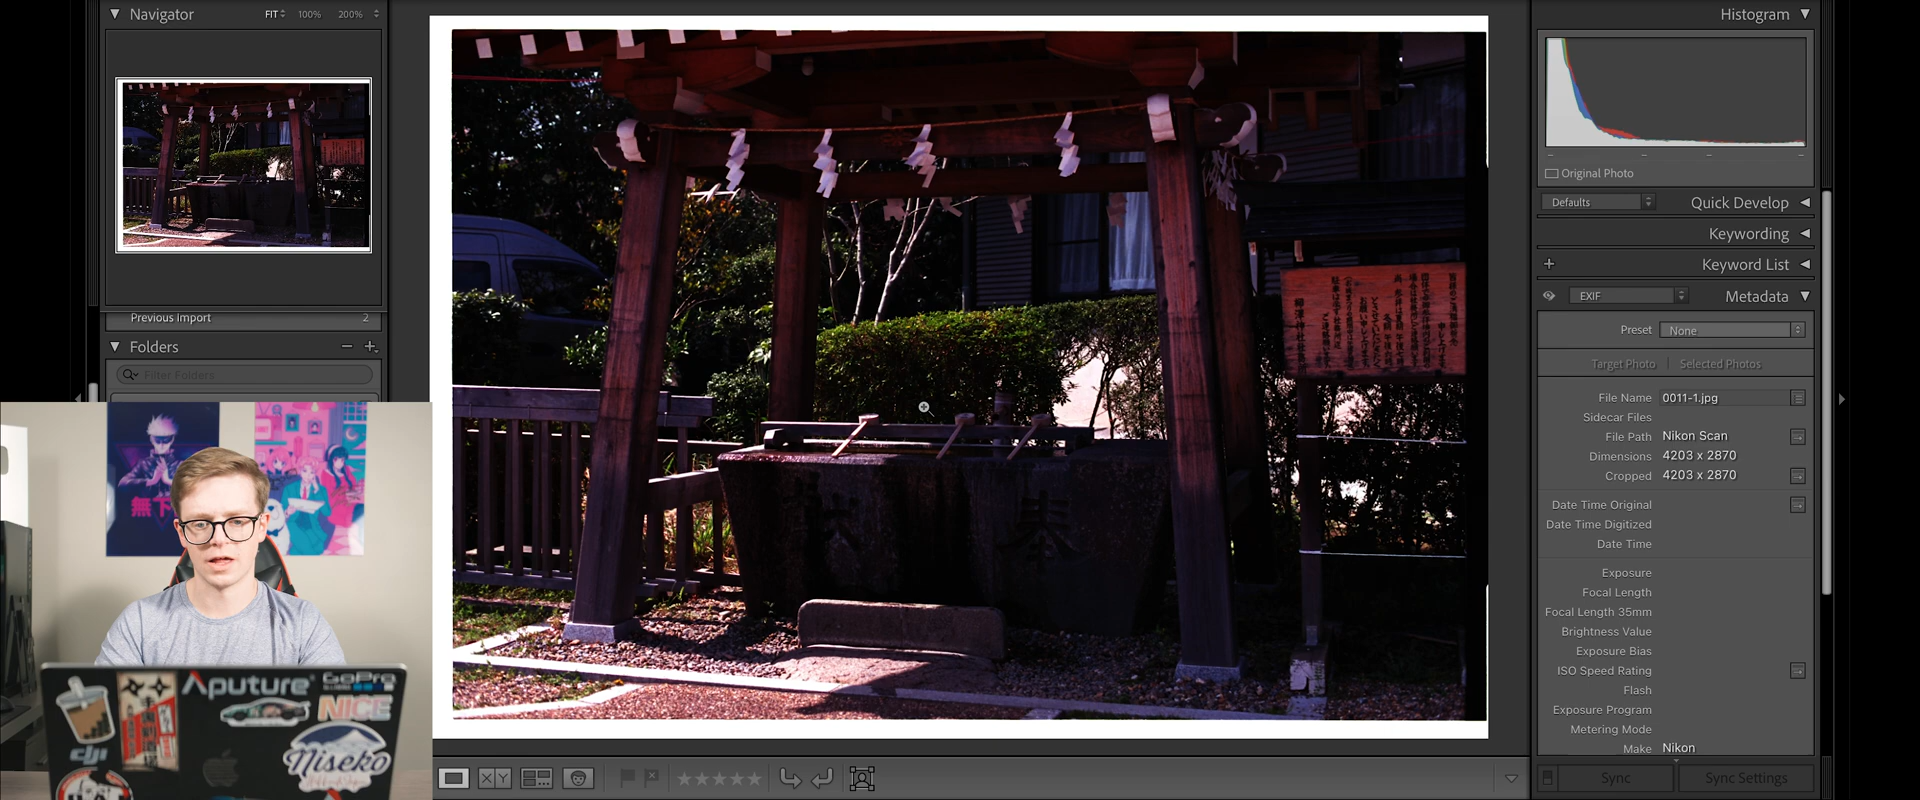 Navigator
FIT
100%
200%
Previous Import
2
Folders
Filter Folders
Histogram
Original Photo
Defaults
Quick Develop
Keywording
Keyword List
EXIF
Metadata
Preset
None
Target Photo
Selected Photos
File Name
0011-1.jpg
Sidecar Files
File Path
Nikon Scan
Dimensions
4203 x 2870
Cropped
4203 x 2870
Date Time Original
Date Time Digitized
Date Time
Exposure
Focal Length
Focal Length 35mm
Brightness Value
Exposure Bias
ISO Speed Rating
Flash
Exposure Program
Metering Mode
Make
Nikon
Sync
Sync Settings
XY
奉
無下
Aputure
GoPro
NICE
dji
Niseko